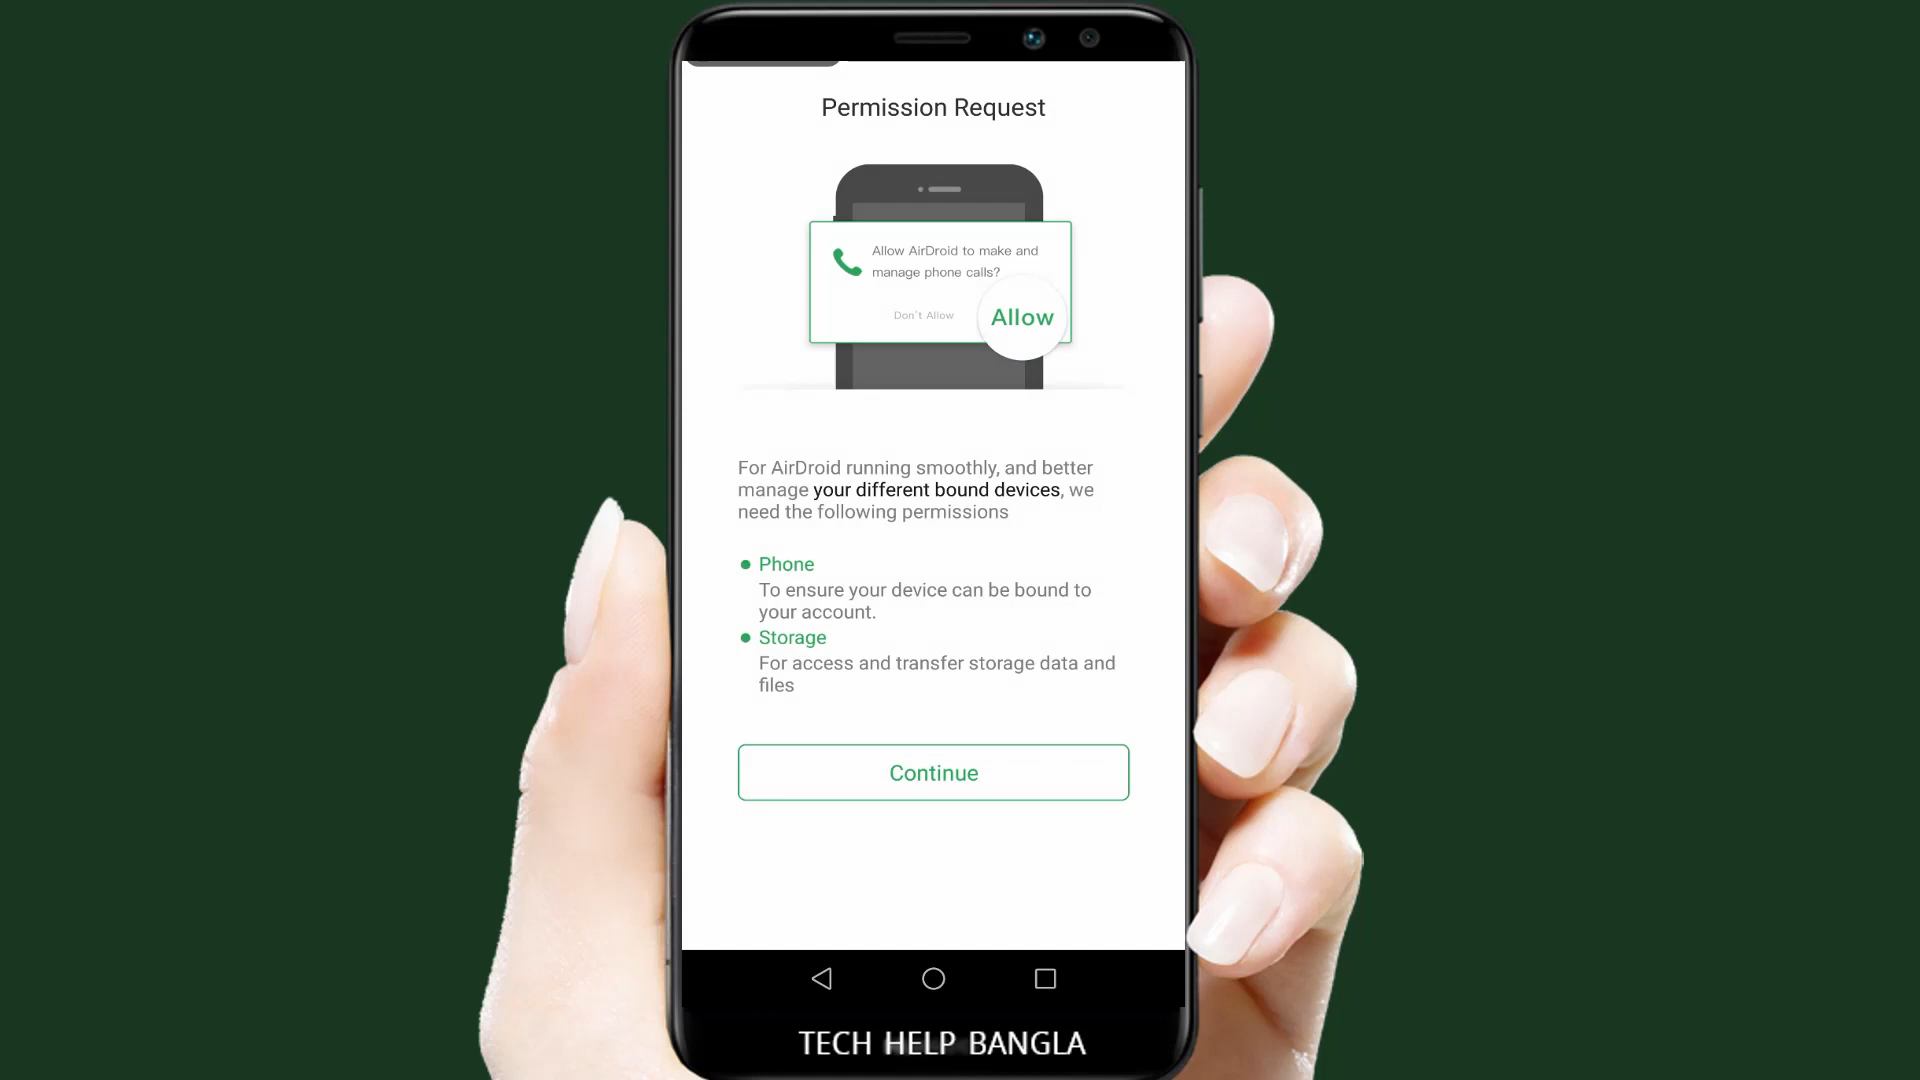 Permission Request
Allow AirDroid to make and
manage phone calls?
Don't Allow
Allow
For AirDroid running smoothly, and better
manage your different bound devices, we
need the following permissions
• Phone
To ensure your device can be bound to
your account.
• Storage
For access and transfer storage data and
files
Continue
TECH HELP BANGLA